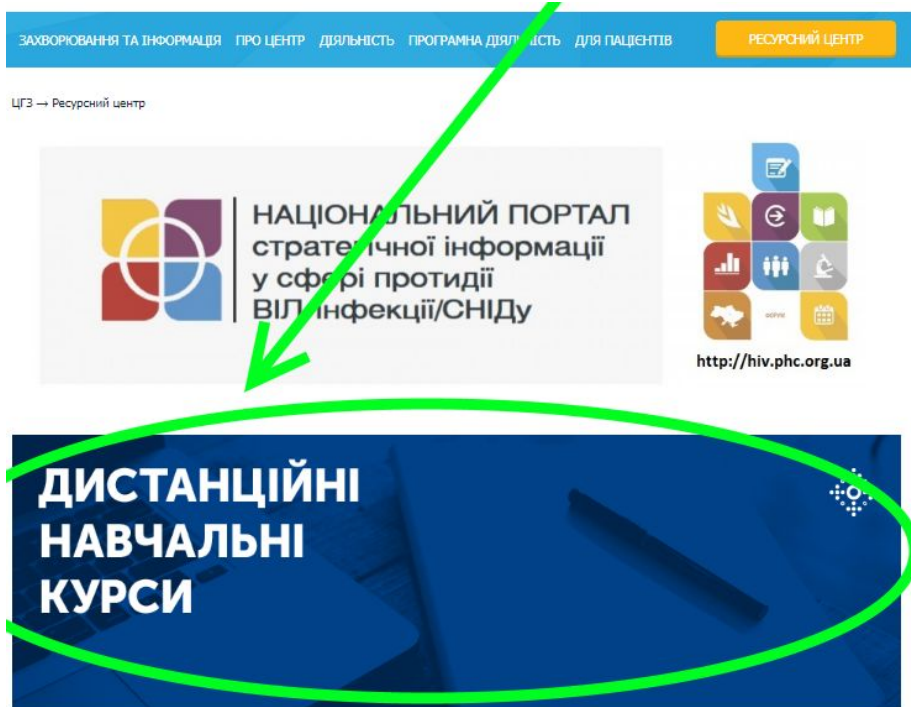 ЗАХВОРЮВАННЯ ТА ІНФОРМАЦІЯ ПРО ЦЕНТР ДІЯЛЬНІСТЬ ПРОГРАМНА ДІЯЛЬНІСТЬ ДЛЯ ПАЦІЄНТІВ РЕСУРСНИЙ ЦЕНТР
ЦГЗ → Ресурсний центр
НАЦІОНАЛЬНИЙ ПОРТАЛ
стратегічної інформації
у сфері протидії
ВІЛ-інфекції/СНІДу
http://hiv.phc.org.ua
ДИСТАНЦІЙНІ
НАВЧАЛЬНІ
КУРСИ